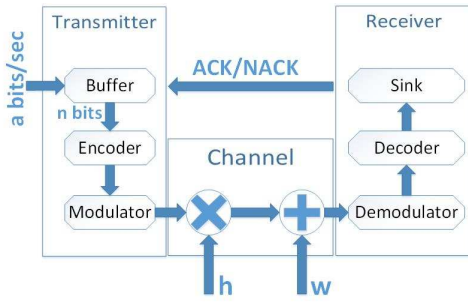 Transmitter
Receiver
a bits/sec
Buffer
ACK/NACK
Sink
n bits
Encoder
Channel
Decoder
Modulator
Demodulator
h
w